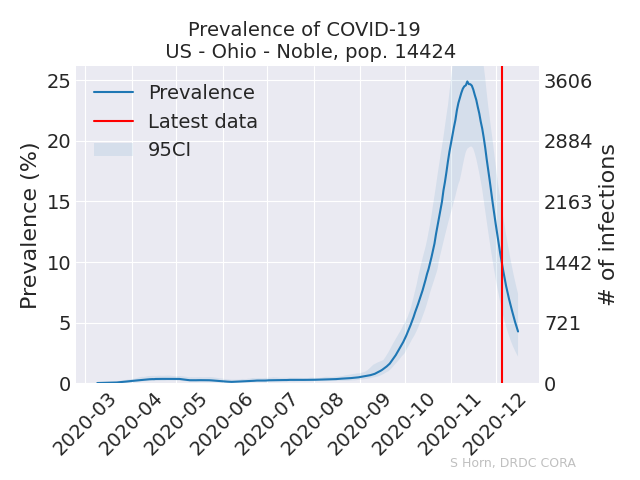 Prevalence of COVID-19
US - Ohio - Noble, pop. 14424
Prevalence
Latest data
95CI
Prevalence (%)
25
20
15
10
5
0
3606
2884
2163
1442
721
0
# of infections
2020-03
2020-04
2020-05
2020-06
2020-07
2020-08
2020-09
2020-10
2020-11
2020-12
S Horn, DRDC CORA